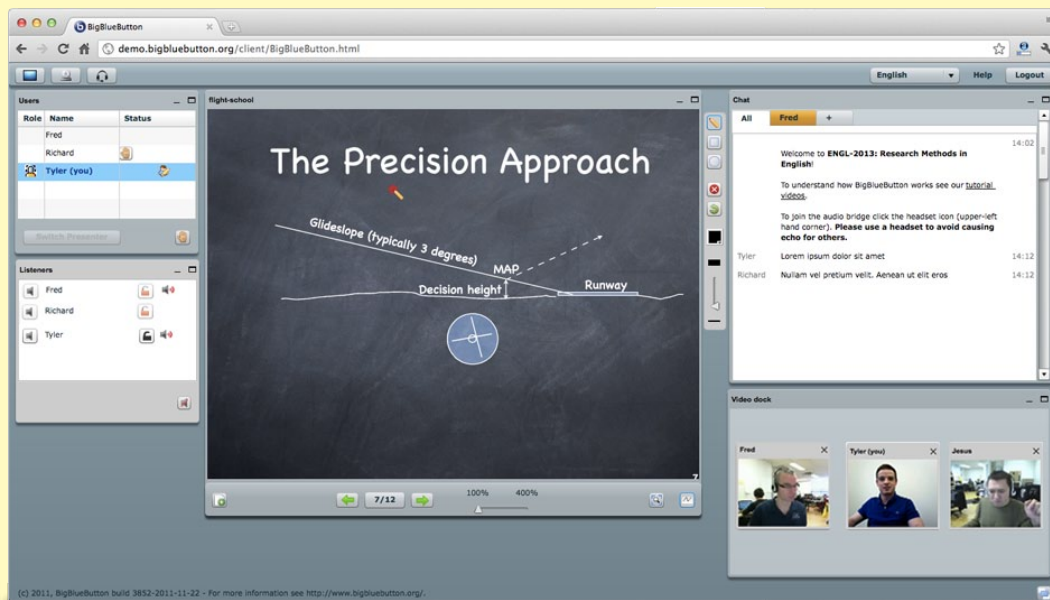 BigBlueButton
demo.bigbluebutton.org/client/BigBlueButton.html
English
Help
Logout
Users
Role Name Status
Fred
Richard
Tyler (you)
Switch Presenter
Listeners
Fred
Richard
Tyler
flight-school
The Precision Approach
Glideslope (typically 3 degrees)
MAP
Decision height
Runway
7
7/12
100% 400%
Chat
All Fred +
14:02
Welcome to ENGL-2013: Research Methods in
English!
To understand how BigBlueButton works see our tutorial
videos.
To join the audio bridge click the headset icon (upper-left
hand corner). Please use a headset to avoid causing
echo for others.
Tyler Lorem ipsum dolor sit amet 14:12
Richard Nullam vel pretium velit. Aenean ut elit eros 14:12
Video dock
Fred
Tyler (you)
Jesus
(c) 2011, BigBlueButton build 3852-2011-11-22 - For more information see http://www.bigbluebutton.org/.